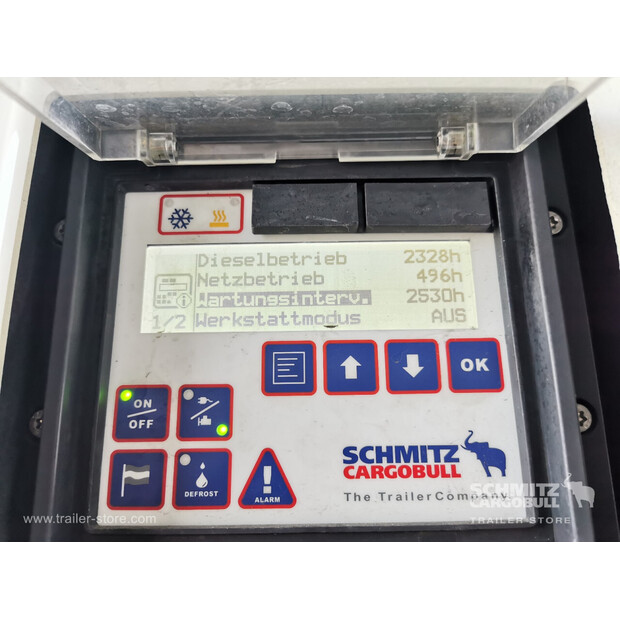 Dieselbetrieb 2328h
Netzbetrieb 496h
Wartungsinterv. 2530h
1/2 Werkstattmodus AUS
OK
ON
OFF
DEFROST
ALARM
SCHMITZ
CARGOBULL
The TrailerCompany
SCHMITZ
CARGOBULL
TRAILER-STORE
www.trailer-store.com